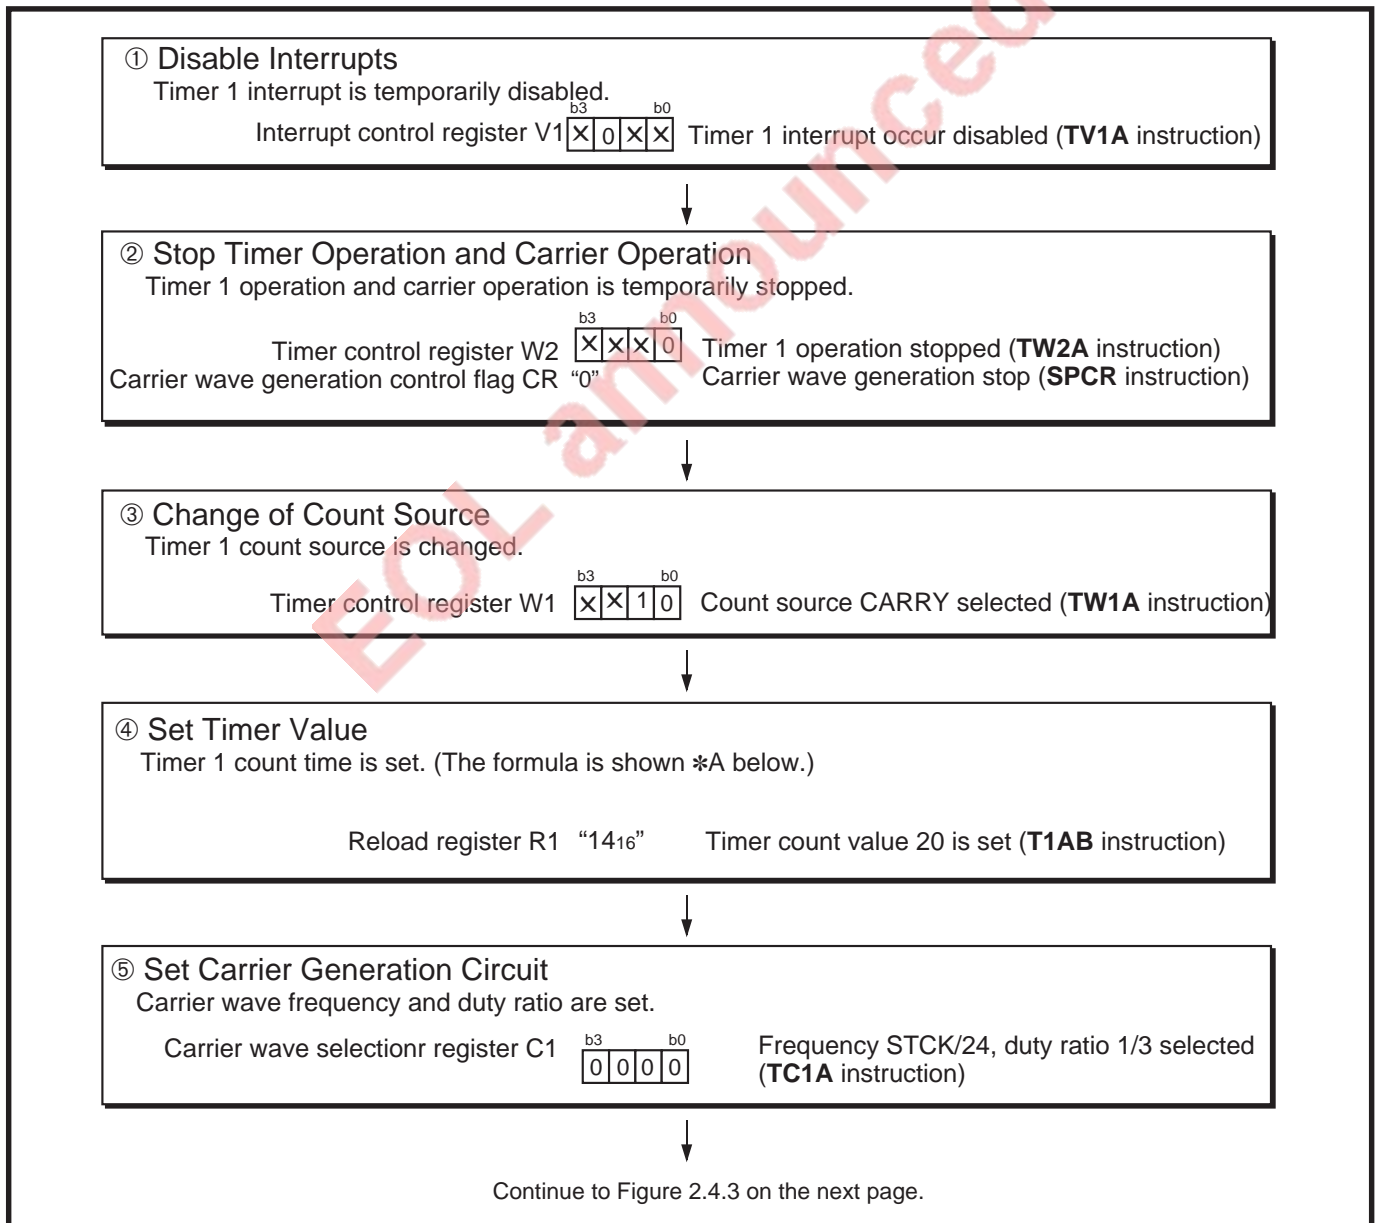 ① Disable Interrupts
Timer 1 interrupt is temporarily disabled.
b3 b0
Interrupt control register V1 X 0 X X Timer 1 interrupt occur disabled (TV1A instruction)
② Stop Timer Operation and Carrier Operation
Timer 1 operation and carrier operation is temporarily stopped.
b3 b0
Timer control register W2 X X X 0 Timer 1 operation stopped (TW2A instruction)
Carrier wave generation control flag CR “0” Carrier wave generation stop (SPCR instruction)
③ Change of Count Source
Timer 1 count source is changed.
b3 b0
Timer control register W1 X X 1 0 Count source CARRY selected (TW1A instruction)
④ Set Timer Value
Timer 1 count time is set. (The formula is shown ✻A below.)
Reload register R1 “14₁₆” Timer count value 20 is set (T1AB instruction)
⑤ Set Carrier Generation Circuit
Carrier wave frequency and duty ratio are set.
b3 b0
Carrier wave selectionr register C1 0 0 0 0 Frequency STCK/24, duty ratio 1/3 selected
(TC1A instruction)
Continue to Figure 2.4.3 on the next page.
EOL announced